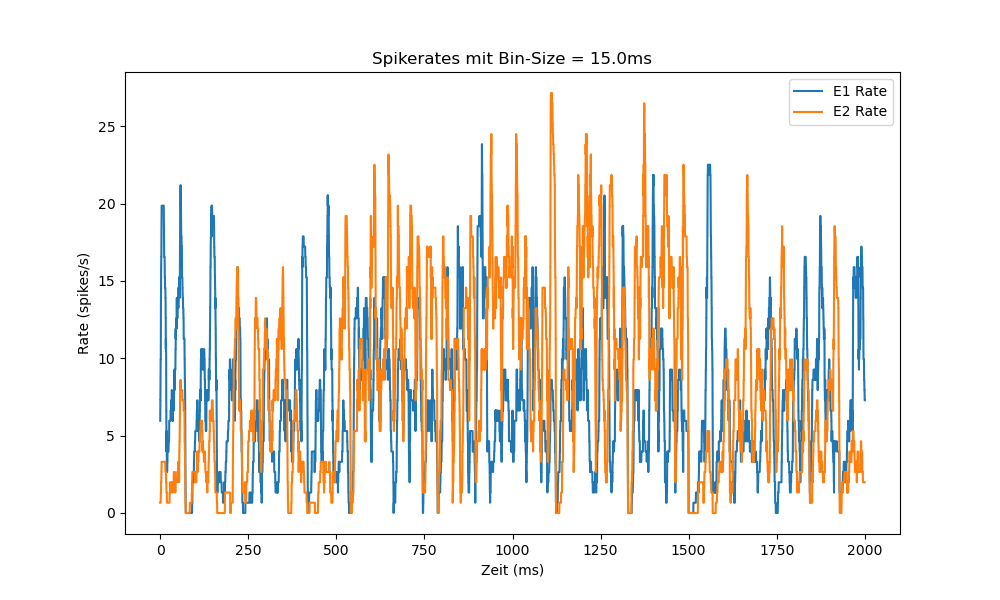 Spikerates mit Bin-Size = 15.0ms
E1 Rate
E2 Rate
Rate (spikes/s)
25
20
15
10
5
0
0 250 500 750 1000 1250 1500 1750 2000
Zeit (ms)